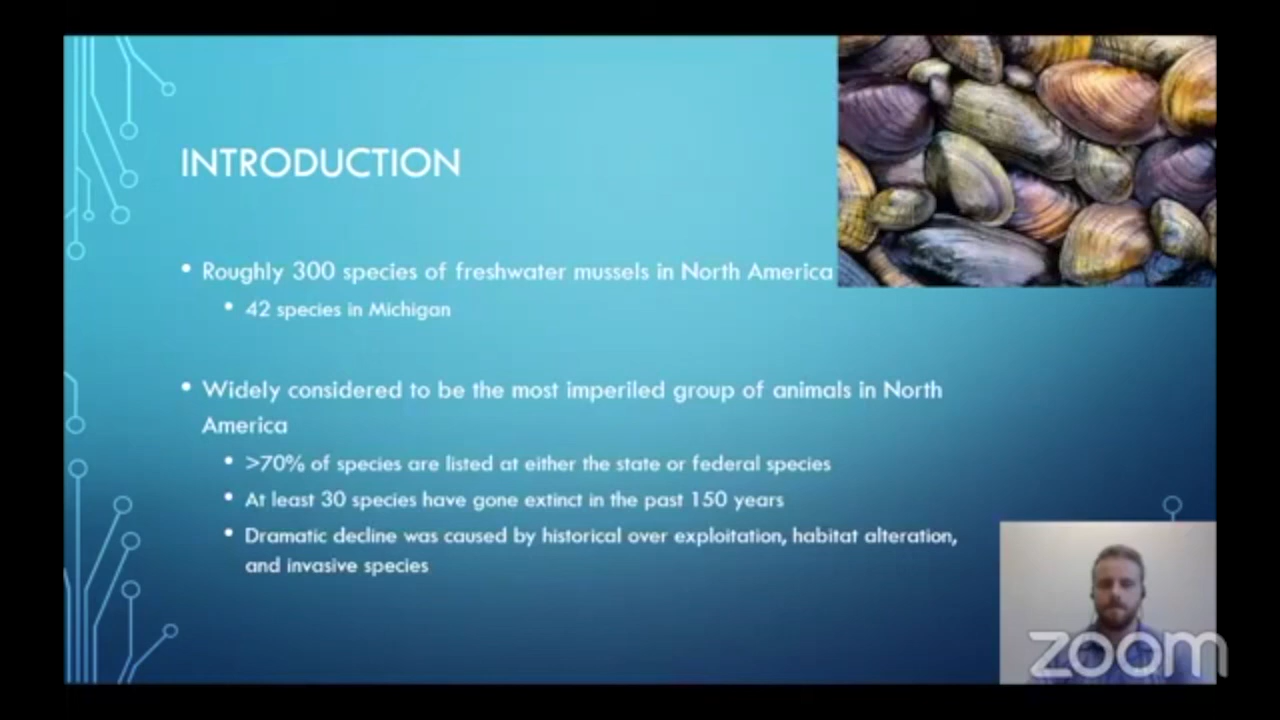 INTRODUCTION
• Roughly 300 species of freshwater mussels in North America
• 42 species in Michigan
• Widely considered to be the most imperiled group of animals in North
America
• >70% of species are listed at either the state or federal species
• At least 30 species have gone extinct in the past 150 years
• Dramatic decline was caused by historical over exploitation, habitat alteration,
and invasive species
zoom